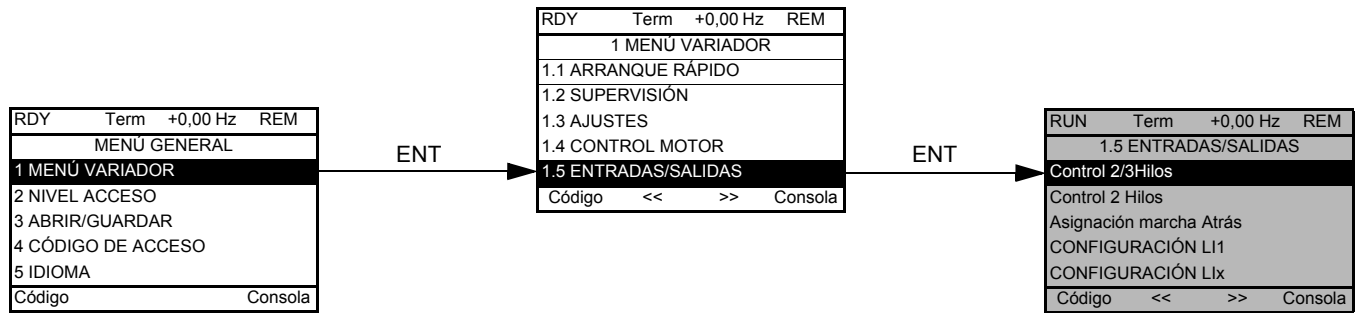 RDY Term +0,00 Hz REM
MENÚ GENERAL
1 MENÚ VARIADOR
2 NIVEL ACCESO
3 ABRIR/GUARDAR
4 CÓDIGO DE ACCESO
5 IDIOMA
Código Consola
ENT
RDY Term +0,00 Hz REM
1 MENÚ VARIADOR
1.1 ARRANQUE RÁPIDO
1.2 SUPERVISIÓN
1.3 AJUSTES
1.4 CONTROL MOTOR
1.5 ENTRADAS/SALIDAS
Código << >> Consola
ENT
RUN Term +0,00 Hz REM
1.5 ENTRADAS/SALIDAS
Control 2/3Hilos
Control 2 Hilos
Asignación marcha Atrás
CONFIGURACIÓN LI1
CONFIGURACIÓN LIx
Código << >> Consola